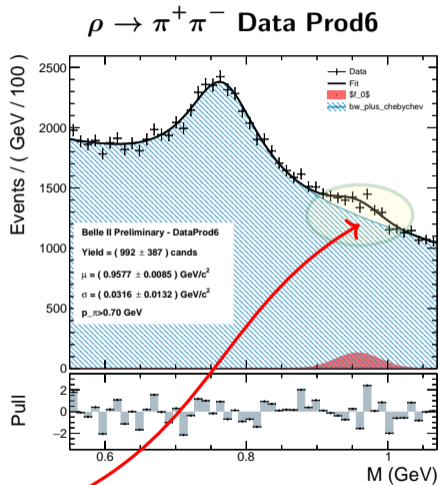 ρ → π⁺π⁻ Data Prod6
2500
2000
1500
1000
500
0
Events / ( GeV / 100 )
Data
Fit
$f_0$
bw_plus_chebychev
Belle II Preliminary - DataProd6
Yield = ( 992 ± 387 ) cands
μ = ( 0.9577 ± 0.0085 ) GeV/c²
σ = ( 0.0316 ± 0.0132 ) GeV/c²
p_π>0.70 GeV
Pull
2
0
−2
0.6 0.8 1
M (GeV)